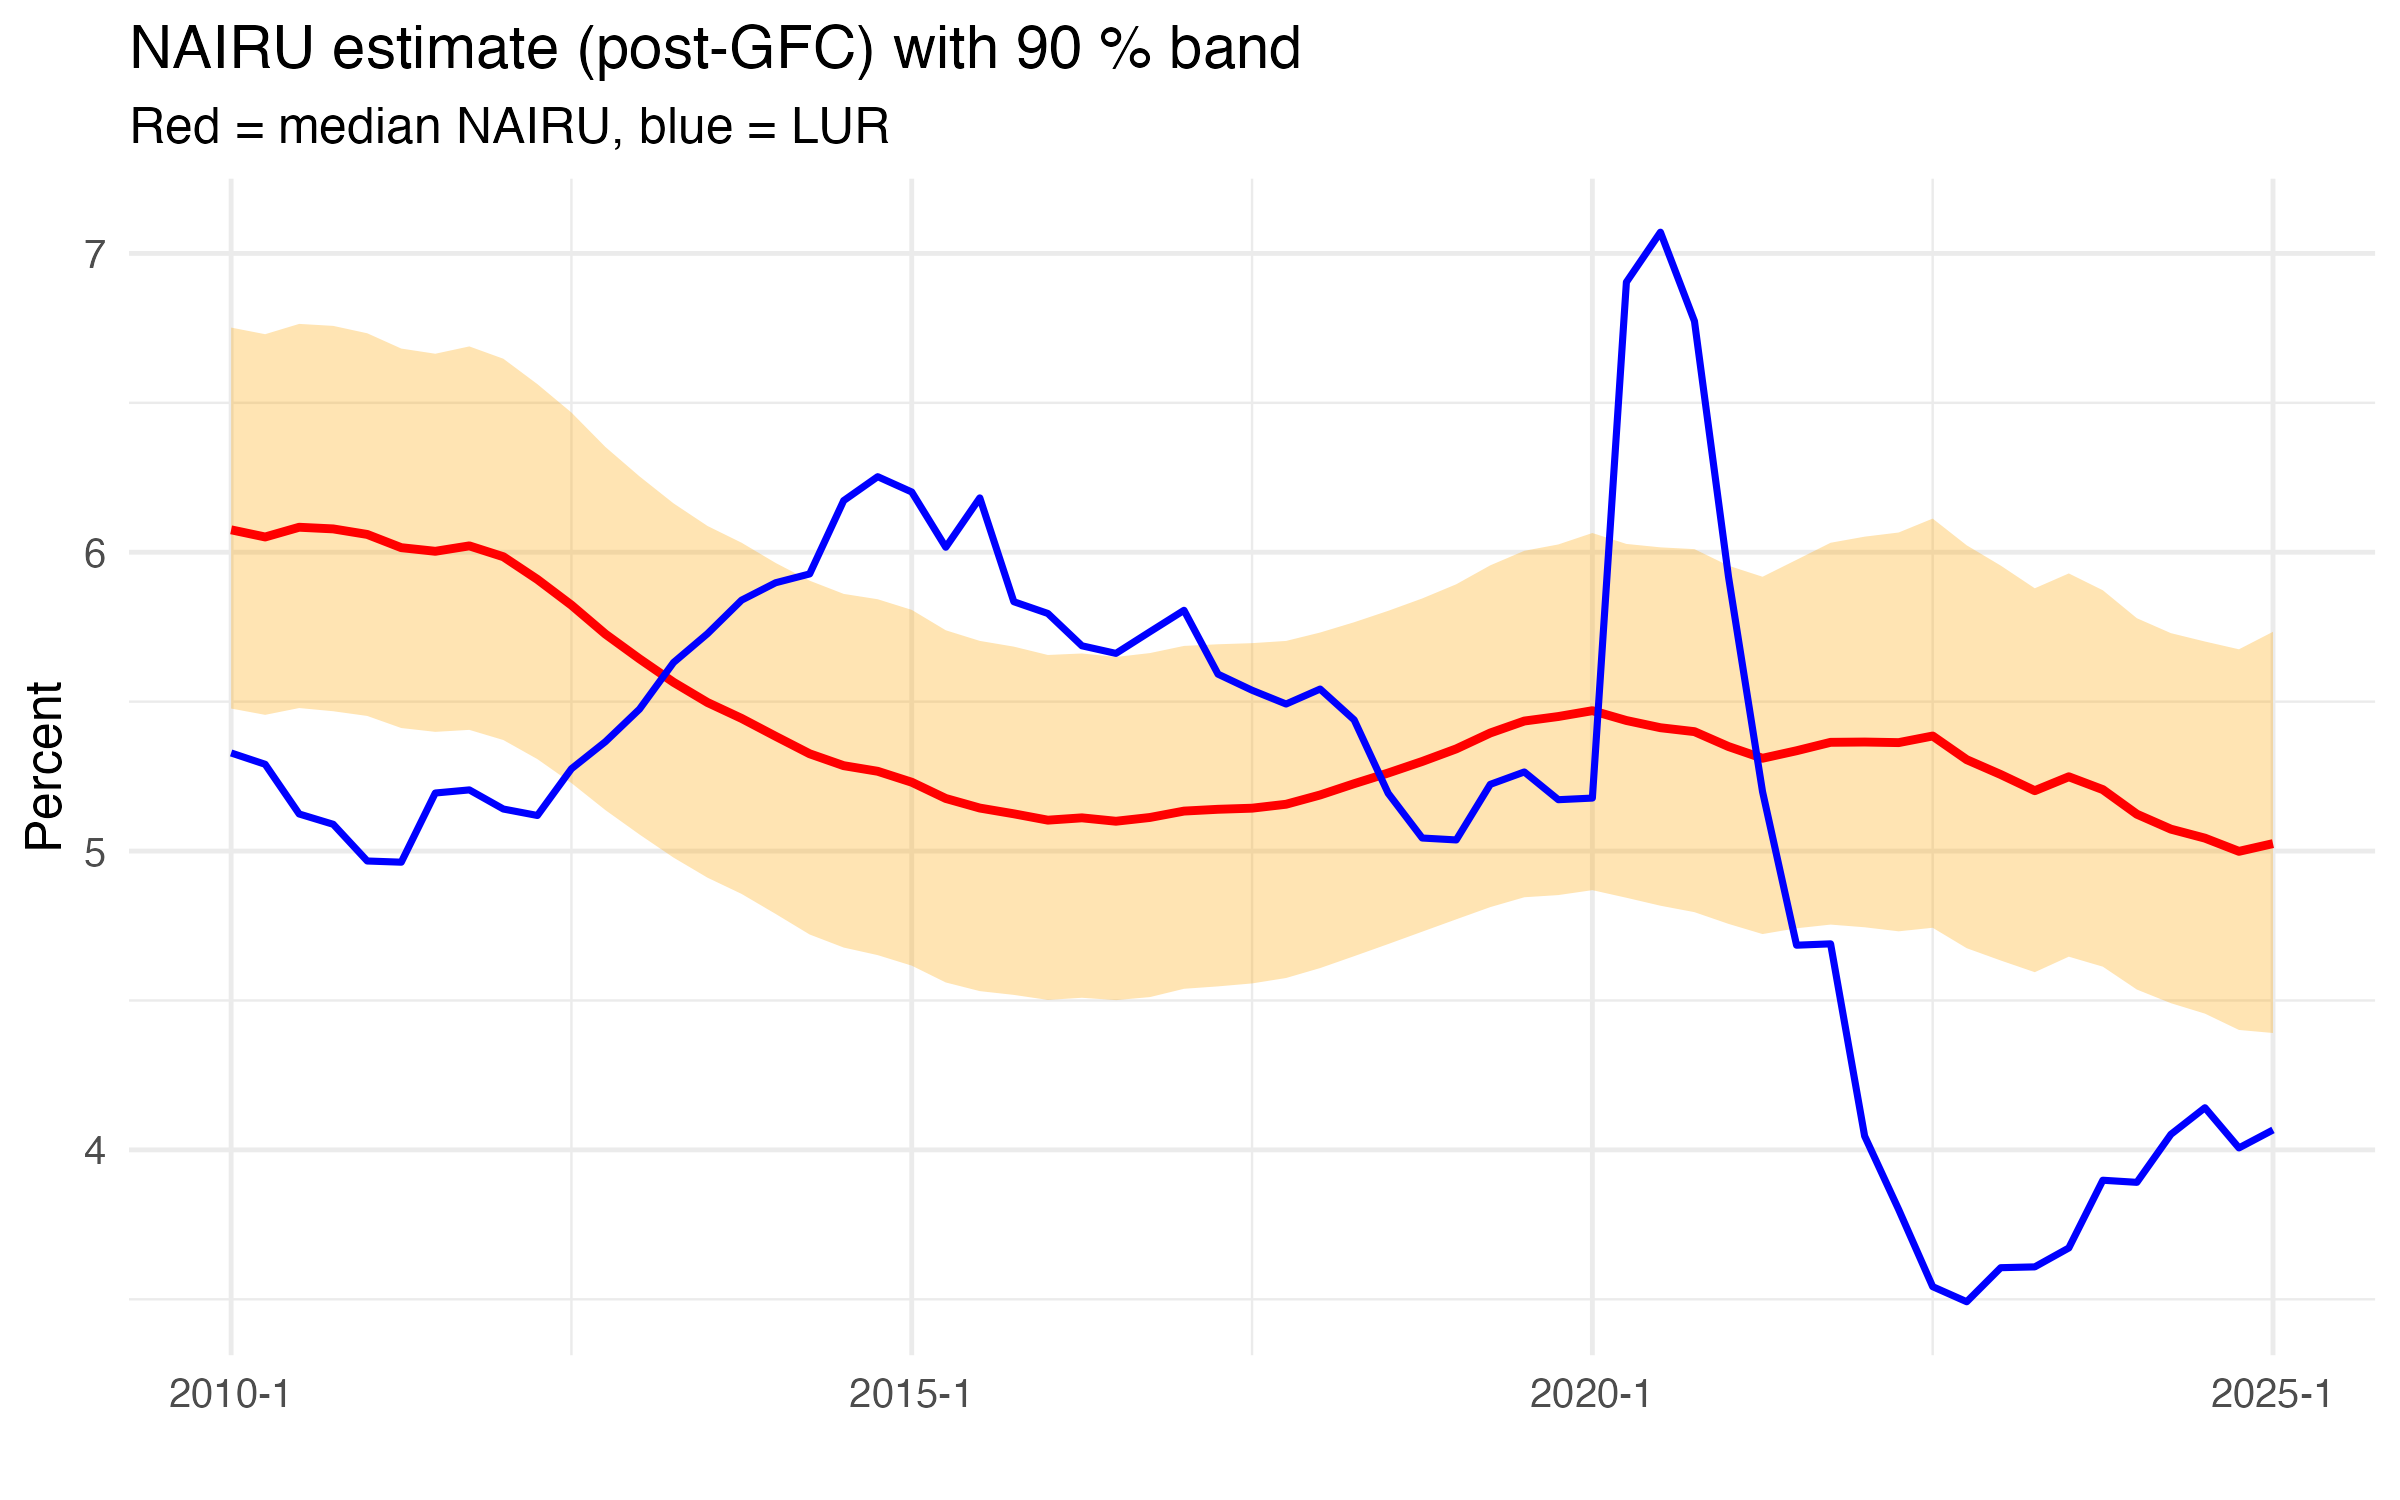 NAIRU estimate (post-GFC) with 90 % band
Red = median NAIRU, blue = LUR
Percent
7
6
5
4
2010-1
2015-1
2020-1
2025-1